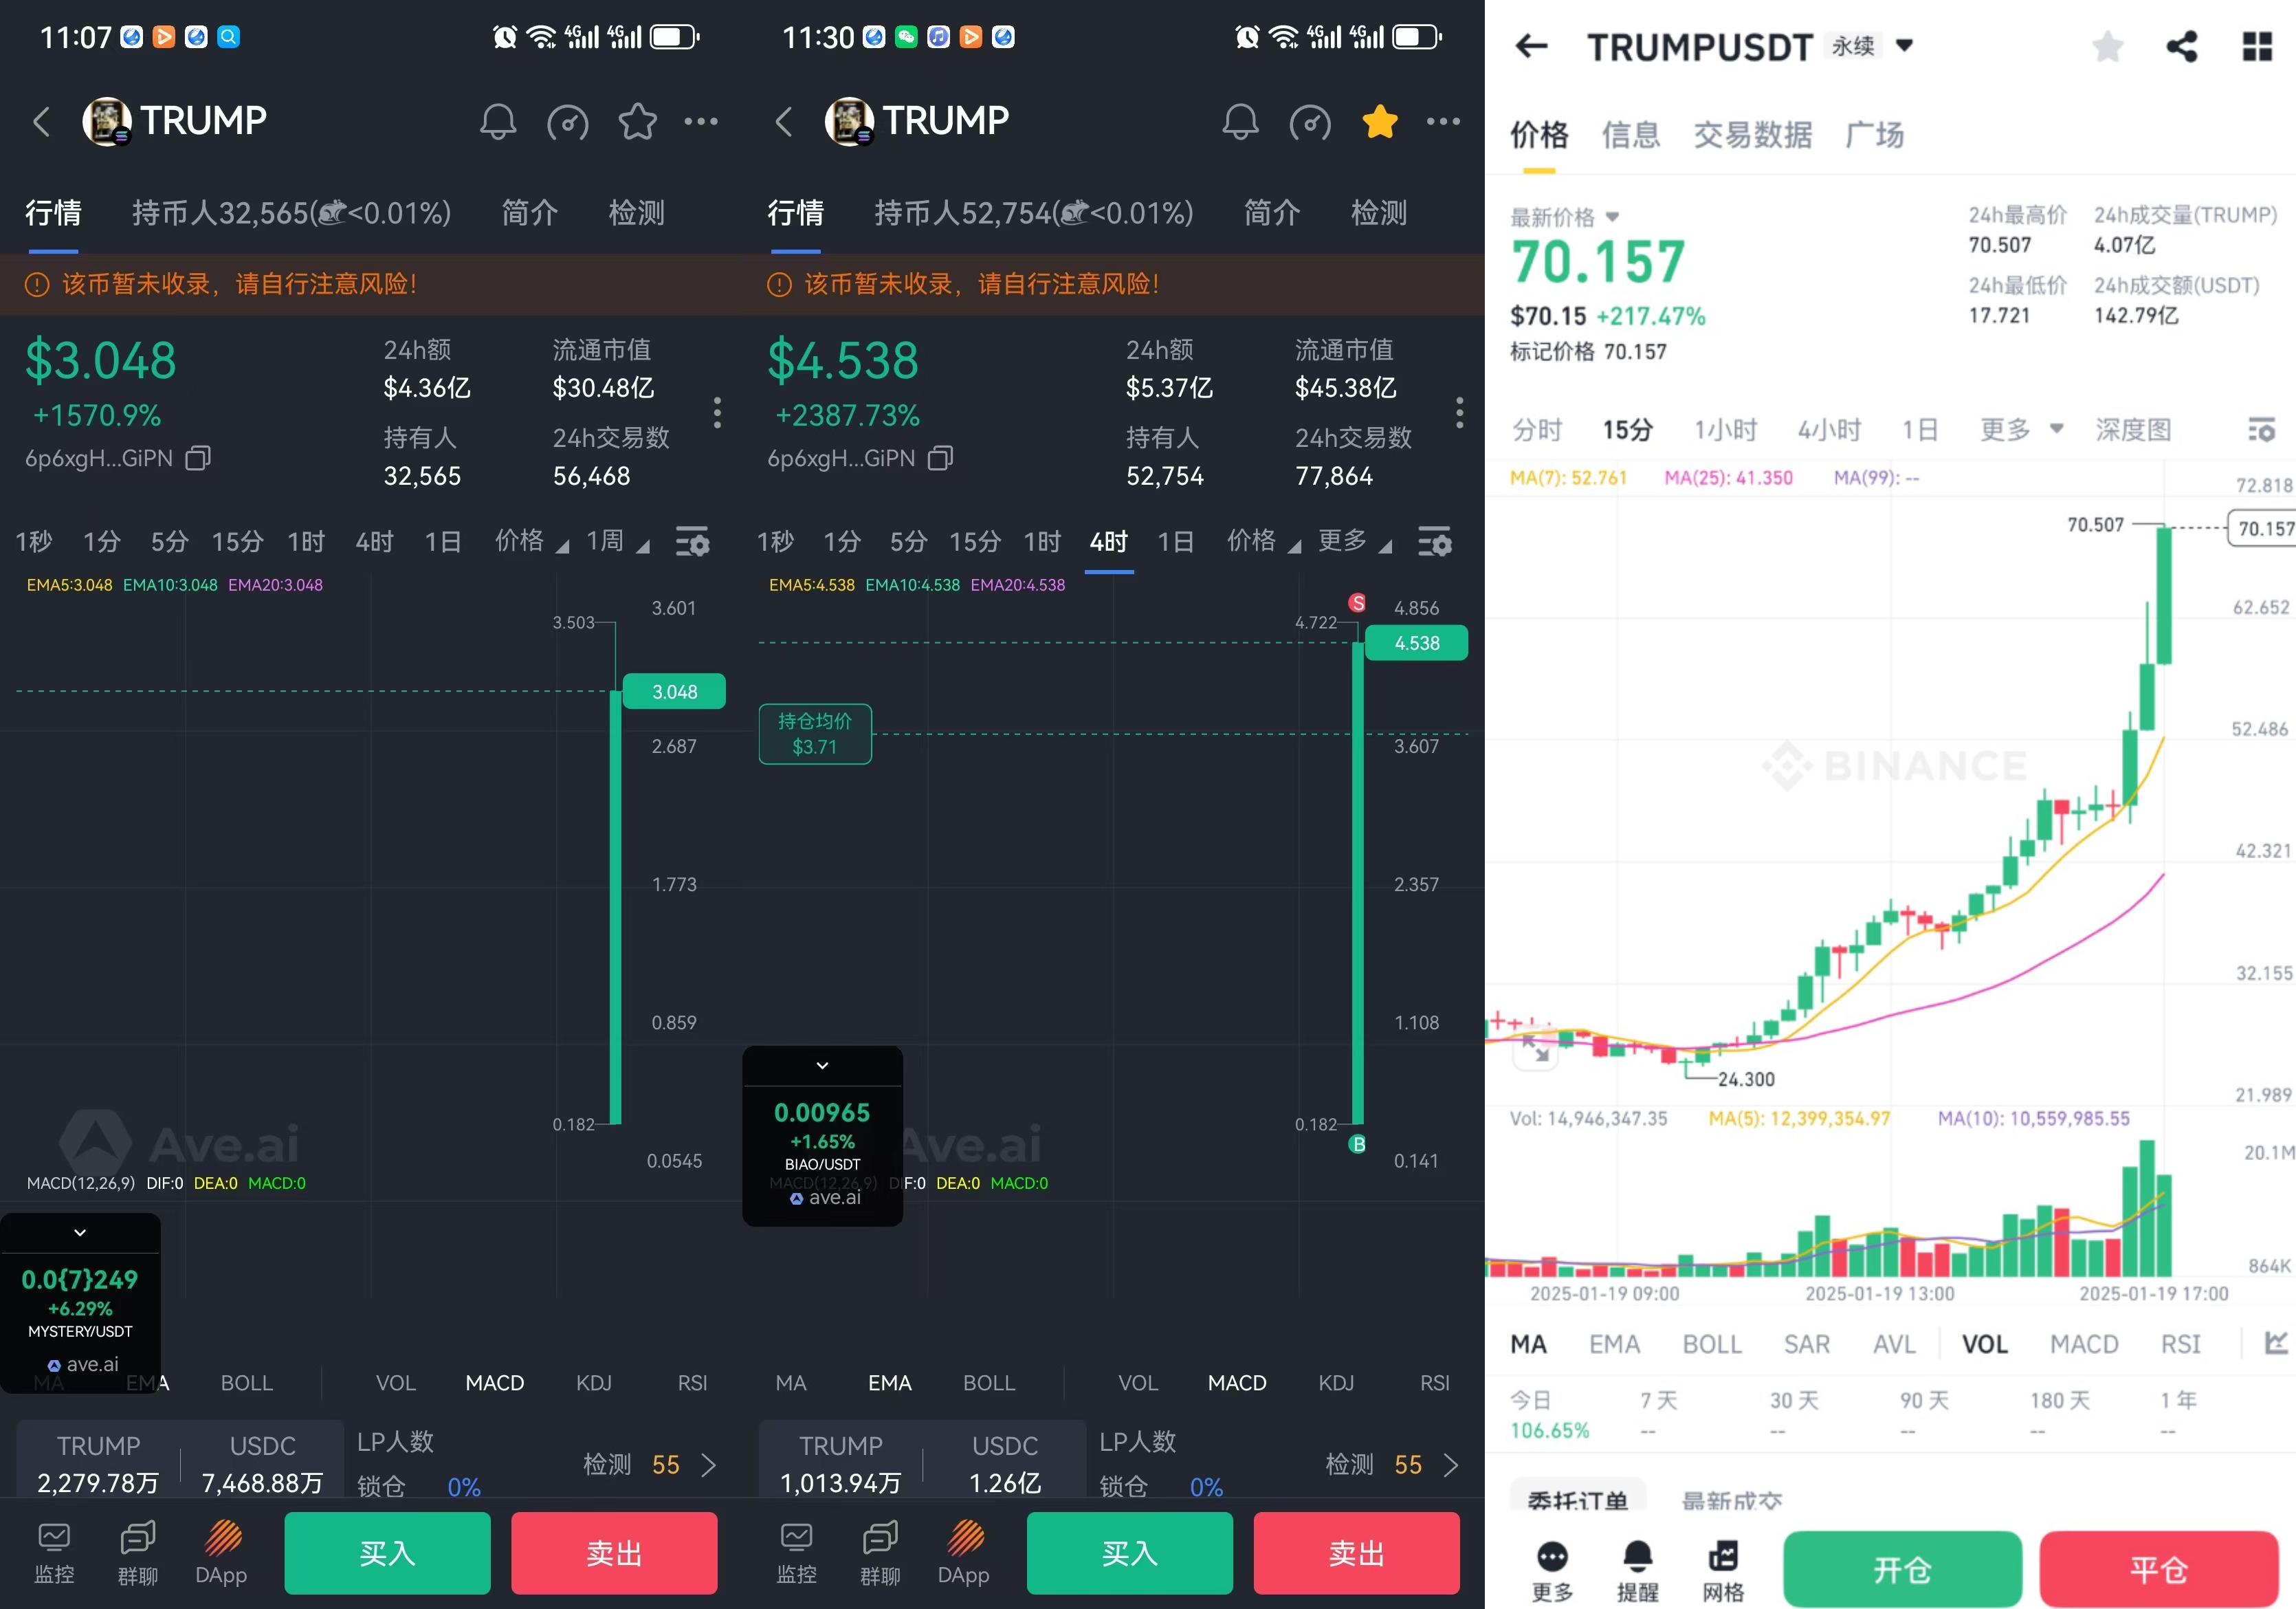 11:07
4G 4G
TRUMP
行情 持币人32,565(<0.01%) 简介 检测
该币暂未收录，请自行注意风险！
$3.048
+1570.9%
6p6xgH...GiPN
24h额 流通市值
$4.36亿 $30.48亿
持有人 24h交易数
32,565 56,468
1秒 1分 5分 15分 1时 4时 1日 价格 1周
EMA5:3.048 EMA10:3.048 EMA20:3.048
3.601
3.503
3.048
2.687
1.773
0.859
0.182
0.0545
Ave.ai
MACD(12,26,9) DIF:0 DEA:0 MACD:0
0.0{7}249
+6.29%
MYSTERY/USDT
ave.ai
MA EMA BOLL VOL MACD KDJ RSI
TRUMP USDC
2,279.78万 7,468.88万
LP人数
锁仓 0%
检测 55
监控 群聊 DApp 买入 卖出
11:30
4G 4G
TRUMP
行情 持币人52,754(<0.01%) 简介 检测
该币暂未收录，请自行注意风险！
$4.538
+2387.73%
6p6xgH...GiPN
24h额 流通市值
$5.37亿 $45.38亿
持有人 24h交易数
52,754 77,864
1秒 1分 5分 15分 1时 4时 1日 价格 更多
EMA5:4.538 EMA10:4.538 EMA20:4.538
S
4.856
4.722
4.538
持仓均价
$3.71
3.607
2.357
1.108
0.182
B
0.141
0.00965
+1.65%
BIAO/USDT
ave.ai
Ave.ai
MACD(12,26,9) DIF:0 DEA:0 MACD:0
MA EMA BOLL VOL MACD KDJ RSI
TRUMP USDC
1,013.94万 1.26亿
LP人数
锁仓 0%
检测 55
监控 群聊 DApp 买入 卖出
TRUMPUSDT 永续
价格 信息 交易数据 广场
最新价格
70.157
$70.15 +217.47%
标记价格 70.157
24h最高价 24h成交量(TRUMP)
70.507 4.07亿
24h最低价 24h成交额(USDT)
17.721 142.79亿
分时 15分 1小时 4小时 1日 更多 深度图
MA(7): 52.761 MA(25): 41.350 MA(99): --
72.818
70.507
70.157
62.652
52.486
BINANCE
42.321
32.155
24.300
21.989
Vol: 14,946,347.35 MA(5): 12,399,354.97 MA(10): 10,559,985.55
20.1M
864K
2025-01-19 09:00 2025-01-19 13:00 2025-01-19 17:00
MA EMA BOLL SAR AVL VOL MACD RSI
今日 7天 30天 90天 180天 1年
106.65% -- -- -- -- --
委托订单 最新成交
更多 提醒 网格 开仓 平仓